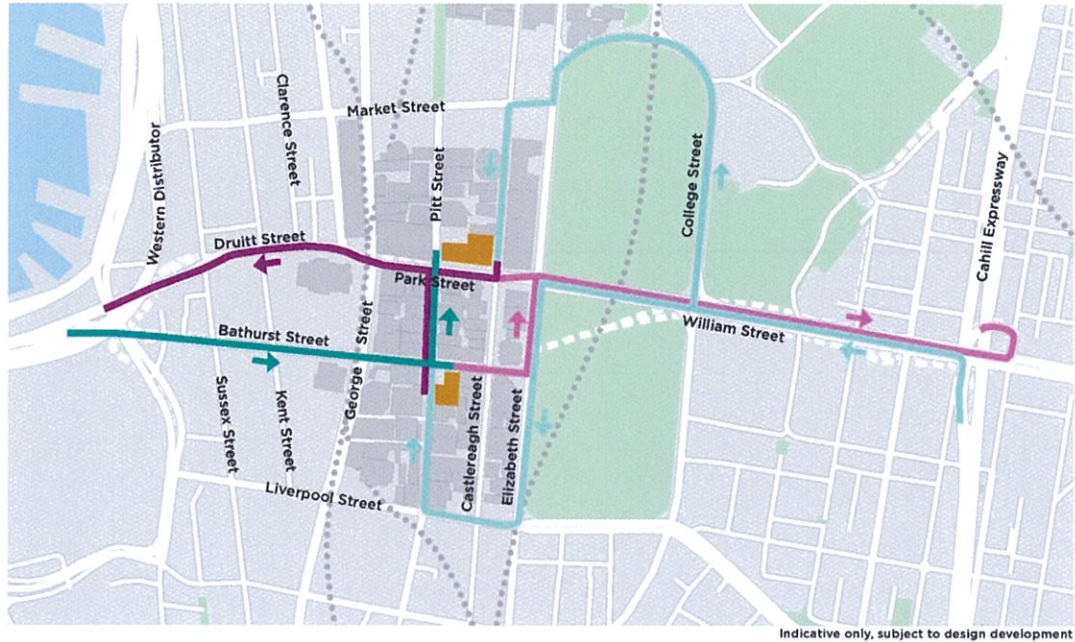 Market Street
Clarence Street
Western Distributor
Pitt Street
College Street
Cahill Expressway
Druitt Street
Park Street
William Street
Bathurst Street
George Street
Sussex Street
Kent Street
Castlereagh Street
Elizabeth Street
Liverpool Street
Indicative only, subject to design development